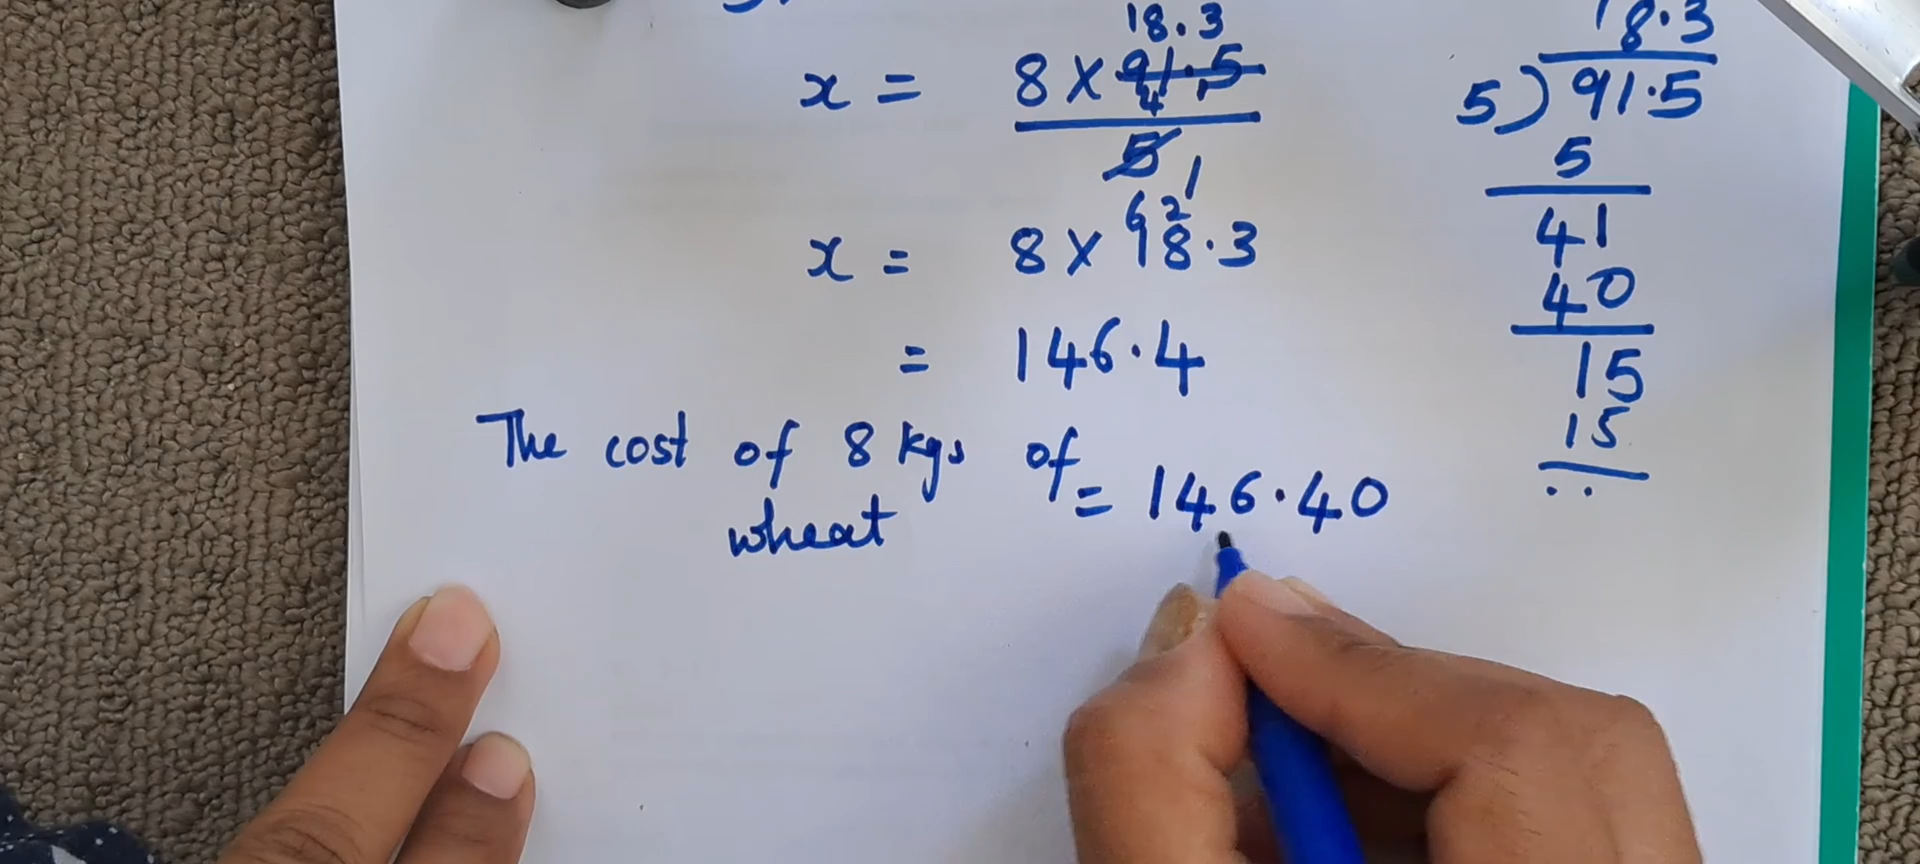 18.3
x = 8 × 91.5
5
x = 8 × 18.3
= 146.4
The cost of 8 kgs of
wheat = 146.40
18.3
5)91.5
5
41
40
15
15